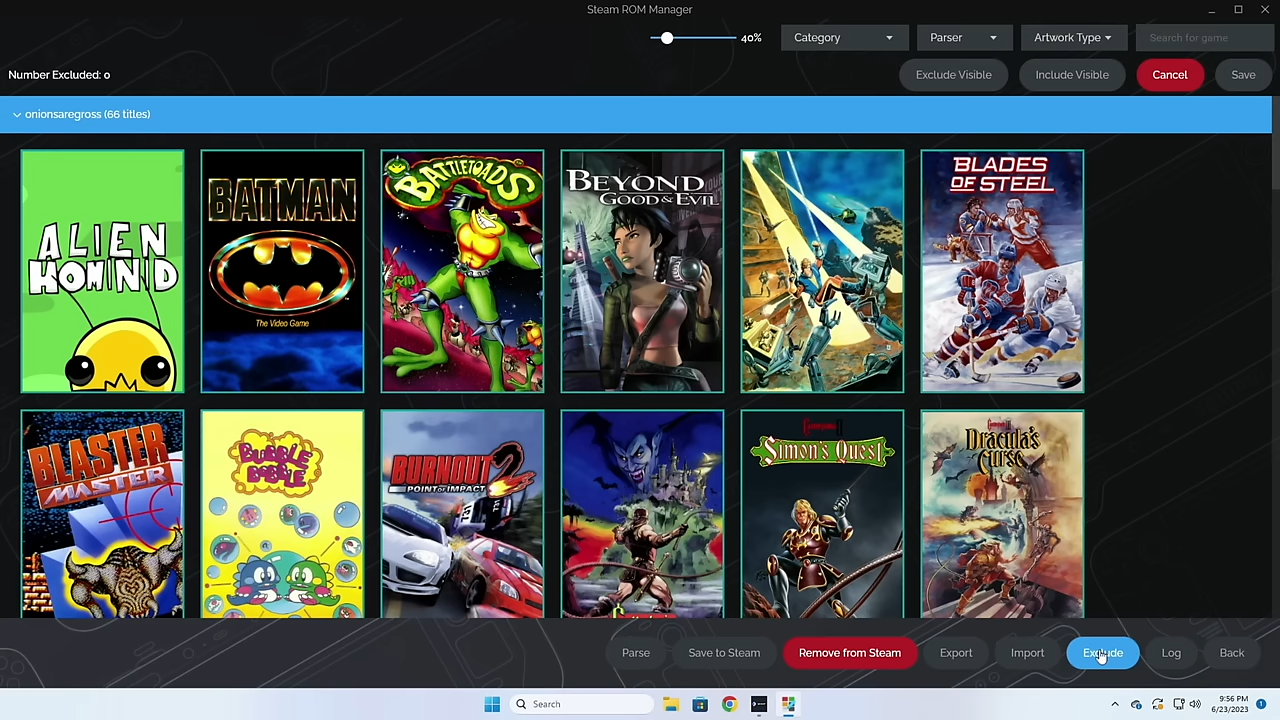 Steam ROM Manager
40%
Category
Parser
Artwork Type
Search for game
Number Excluded: 0
Exclude Visible
Include Visible
Cancel
Save
onionsaregross (66 titles)
ALIEN
HOMINID
BATMAN
The Video Game
BATTLETOADS
BEYOND
GOOD & EVIL
BLADES
OF STEEL
BLASTER
MASTER
BUBBLE
BOBBLE
BURNOUT 2
POINT OF IMPACT
Simon's Quest
Dracula's
Curse
Parse
Save to Steam
Remove from Steam
Export
Import
Exclude
Log
Back
Search
9:56 PM
6/23/2023
1